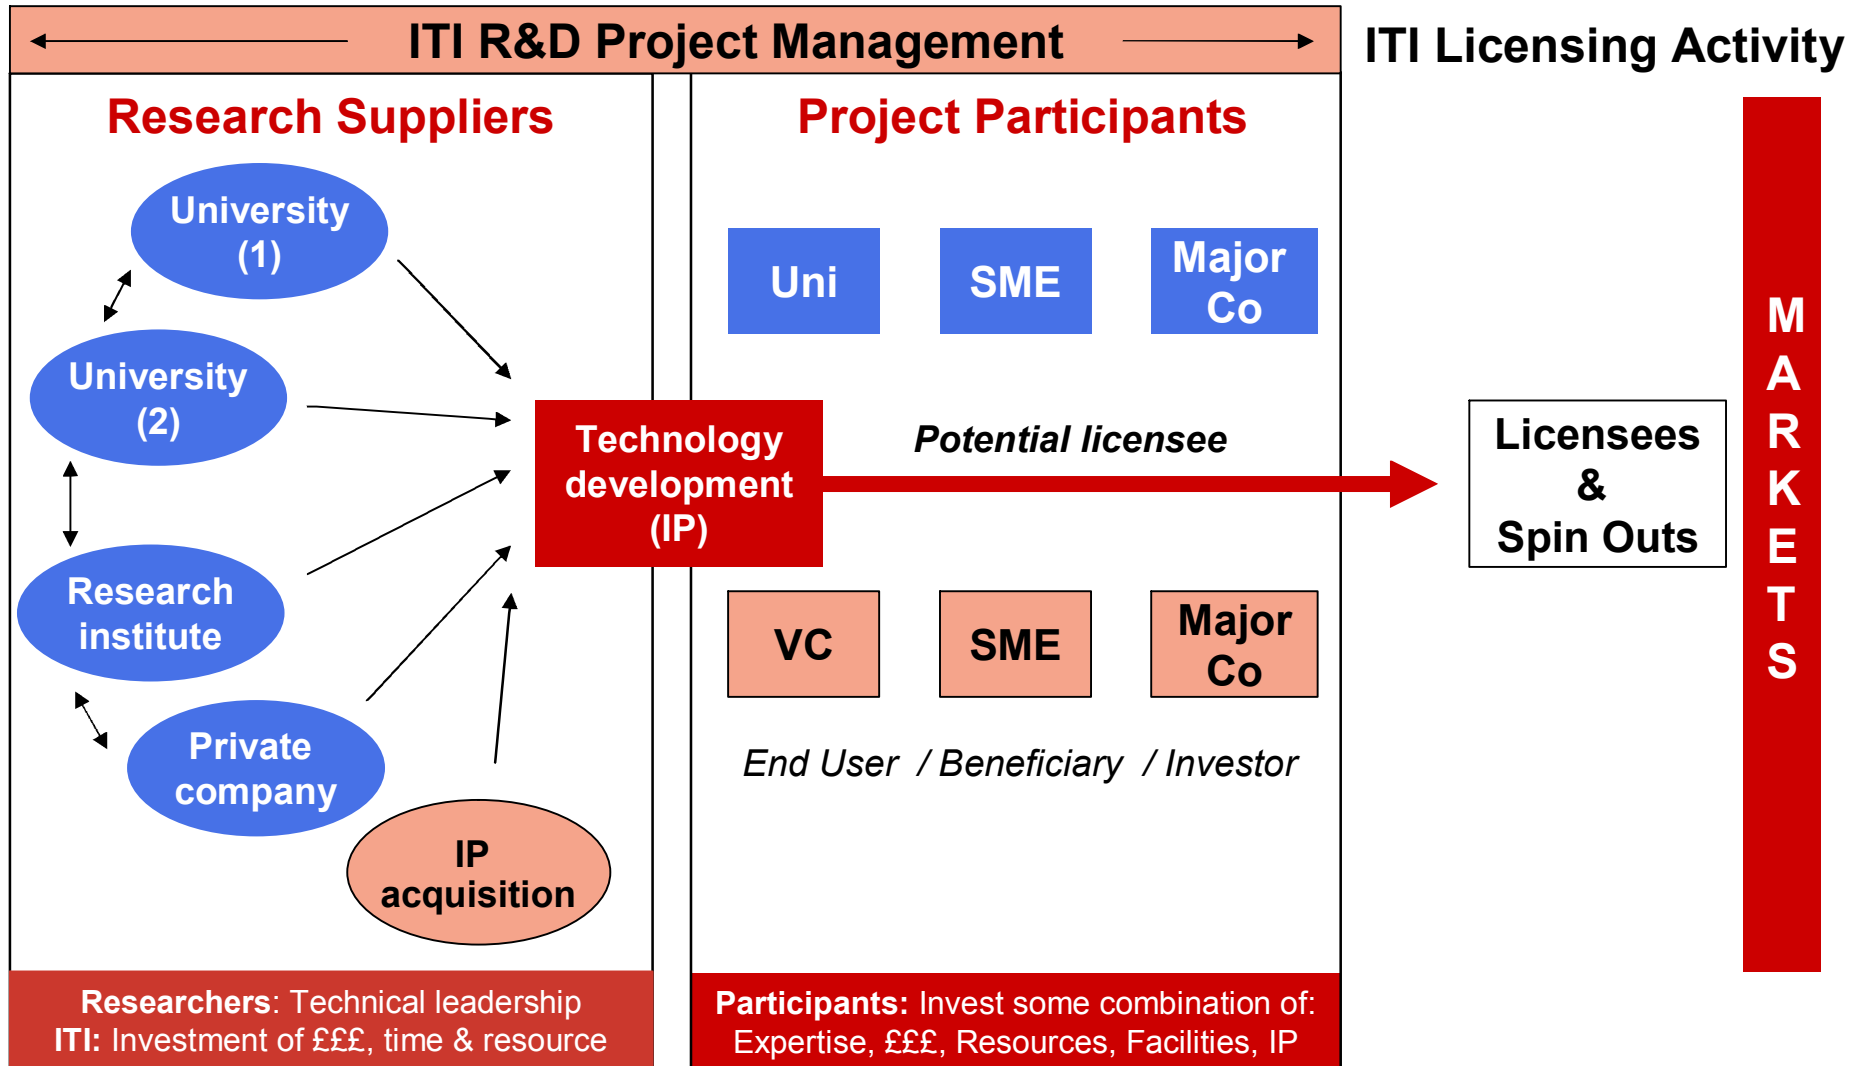 ITI R&D Project Management
ITI Licensing Activity
Research Suppliers
University
(1)
University
(2)
Research
institute
Private
company
IP
acquisition
Technology
development
(IP)
Researchers: Technical leadership
ITI: Investment of £££, time & resource
Project Participants
Uni
SME
Major
Co
Potential licensee
VC
SME
Major
Co
End User / Beneficiary / Investor
Participants: Invest some combination of:
Expertise, £££, Resources, Facilities, IP
Licensees
&
Spin Outs
M
A
R
K
E
T
S